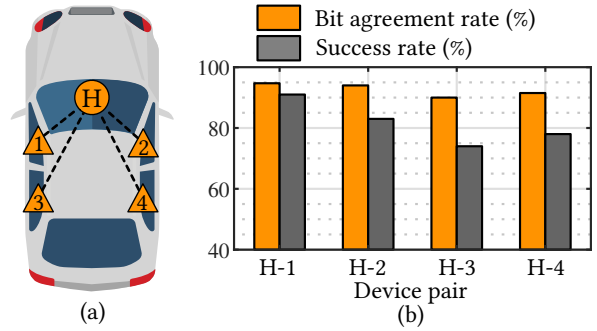 Bit agreement rate (%)
Success rate (%)
H
1
2
3
4
(a)
100
80
60
40
H-1 H-2 H-3 H-4
Device pair
(b)